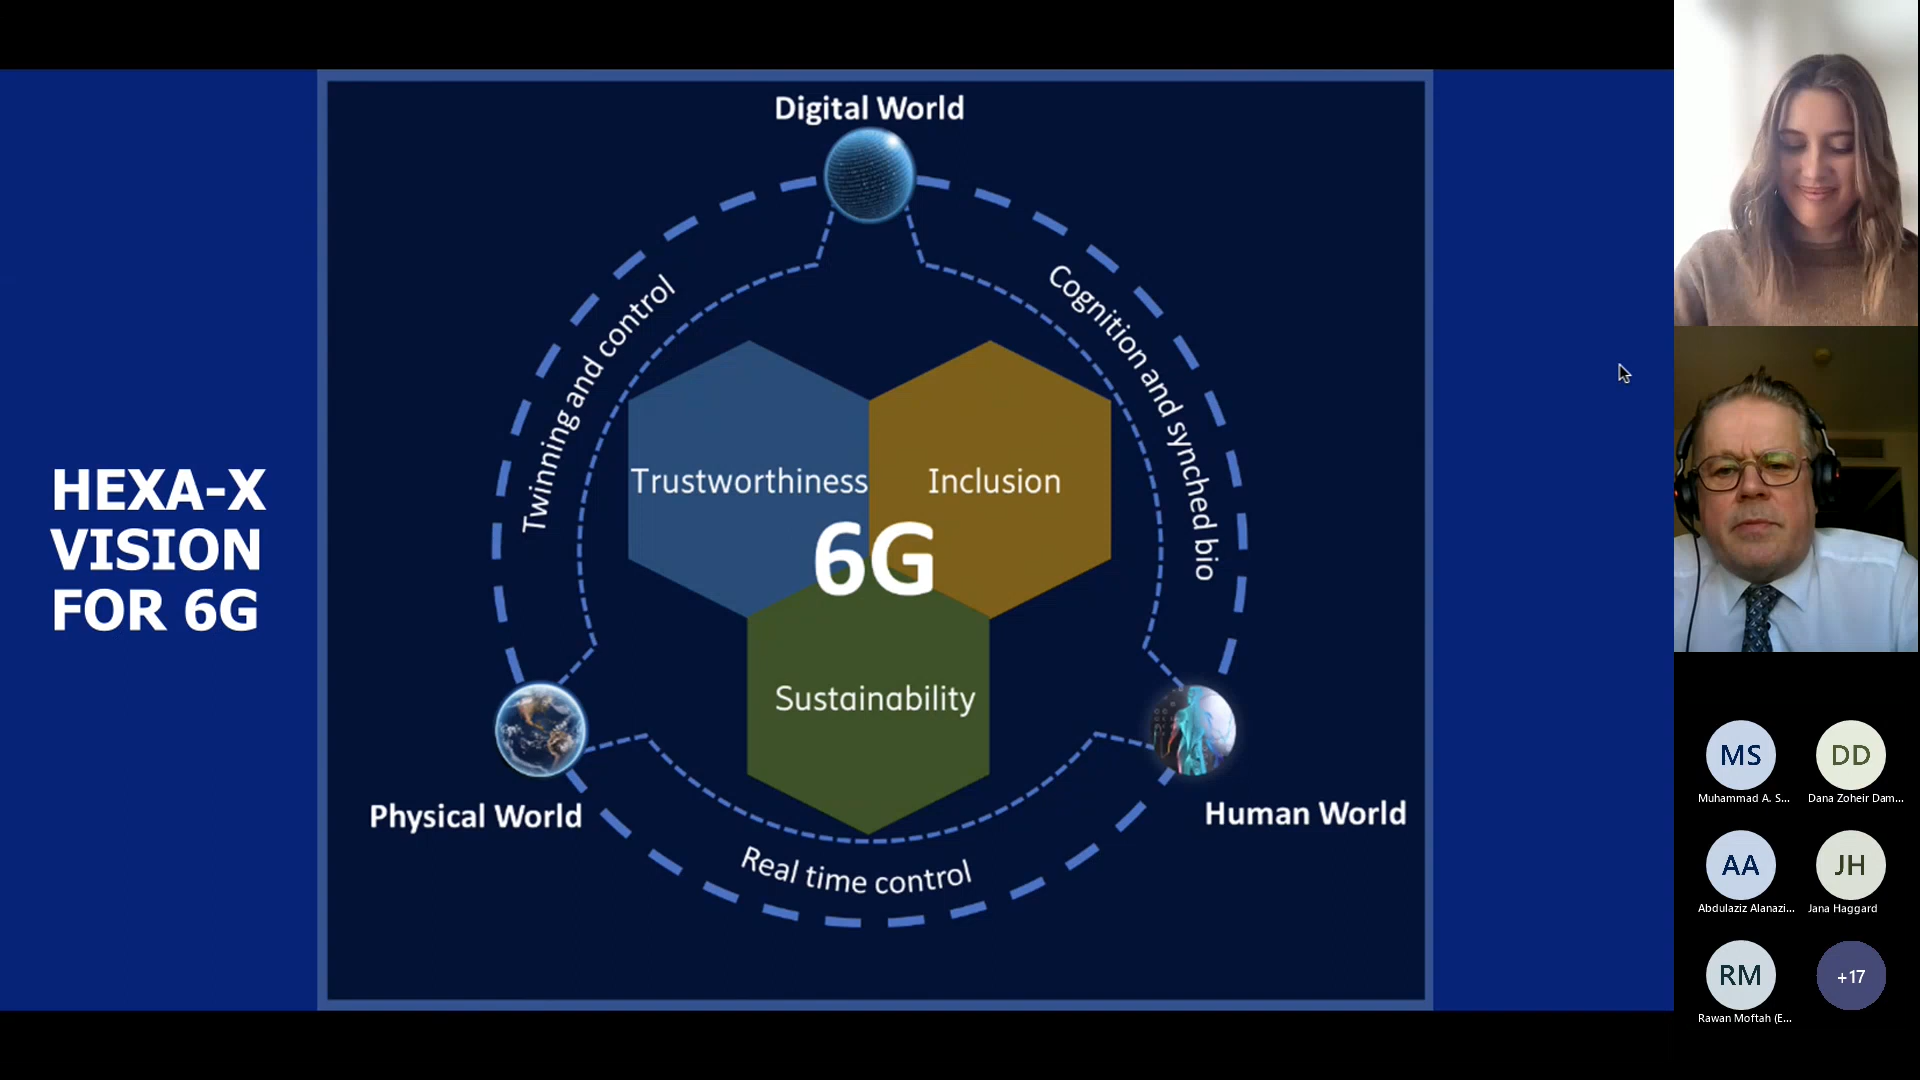 HEXA-X
VISION
FOR 6G
Digital World
Twinning and control
Cognition and synched bio
Trustworthiness
Inclusion
6G
Sustainability
Physical World
Human World
Real time control
MS
DD
Muhammad A. S...
Dana Zoheir Dam...
AA
JH
Abdulaziz Alanazi...
Jana Haggard
RM
+17
Rawan Moftah (E...